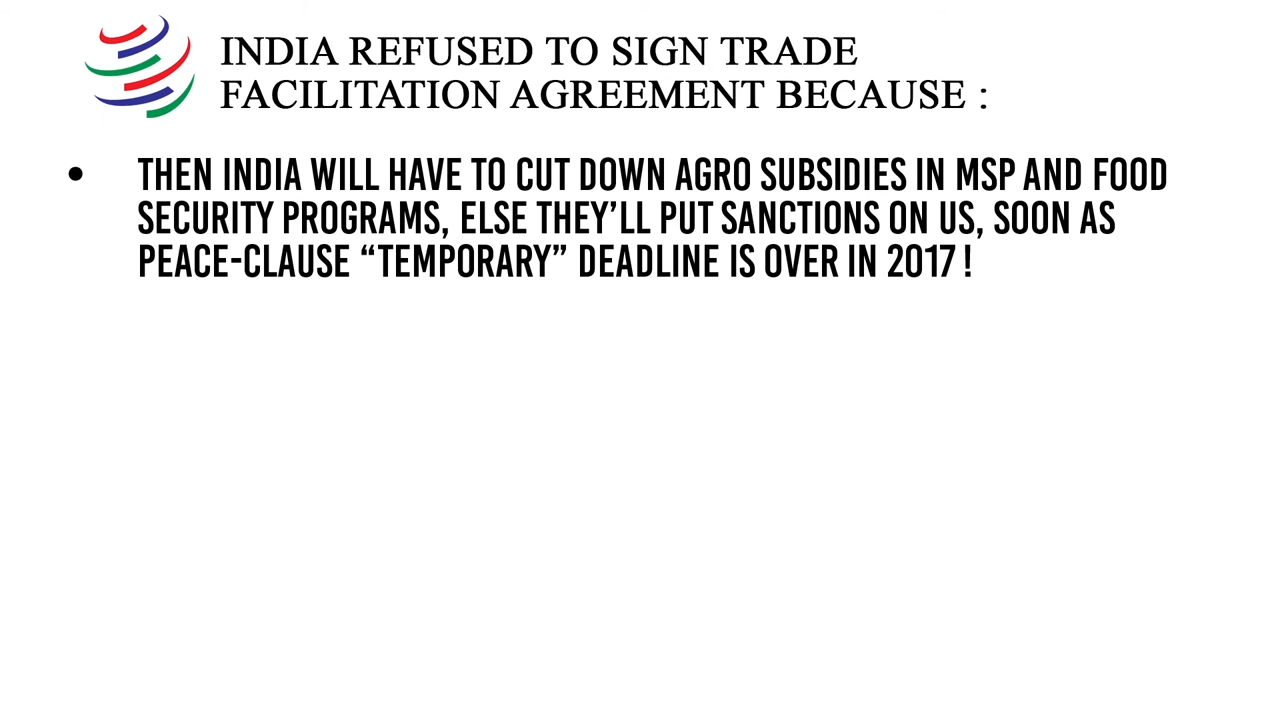 INDIA REFUSED TO SIGN TRADE
FACILITATION AGREEMENT BECAUSE :
• THEN INDIA WILL HAVE TO CUT DOWN AGRO SUBSIDIES IN MSP AND FOOD
SECURITY PROGRAMS, ELSE THEY’LL PUT SANCTIONS ON US, SOON AS
PEACE-CLAUSE “TEMPORARY” DEADLINE IS OVER IN 2017 !